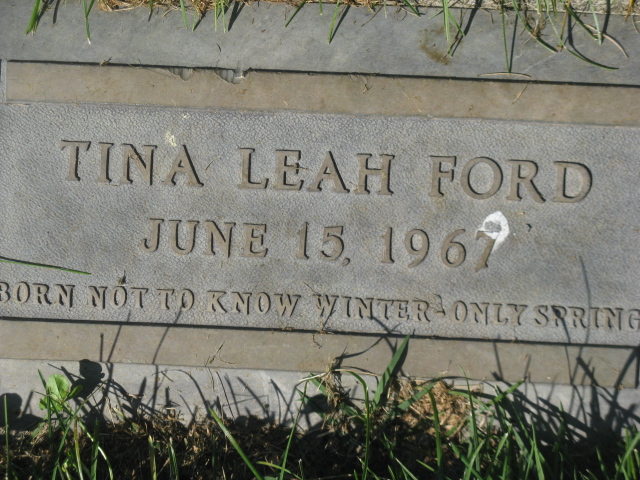 TINA LEAH FORD
JUNE 15, 1967
BORN NOT TO KNOW WINTER - ONLY SPRING